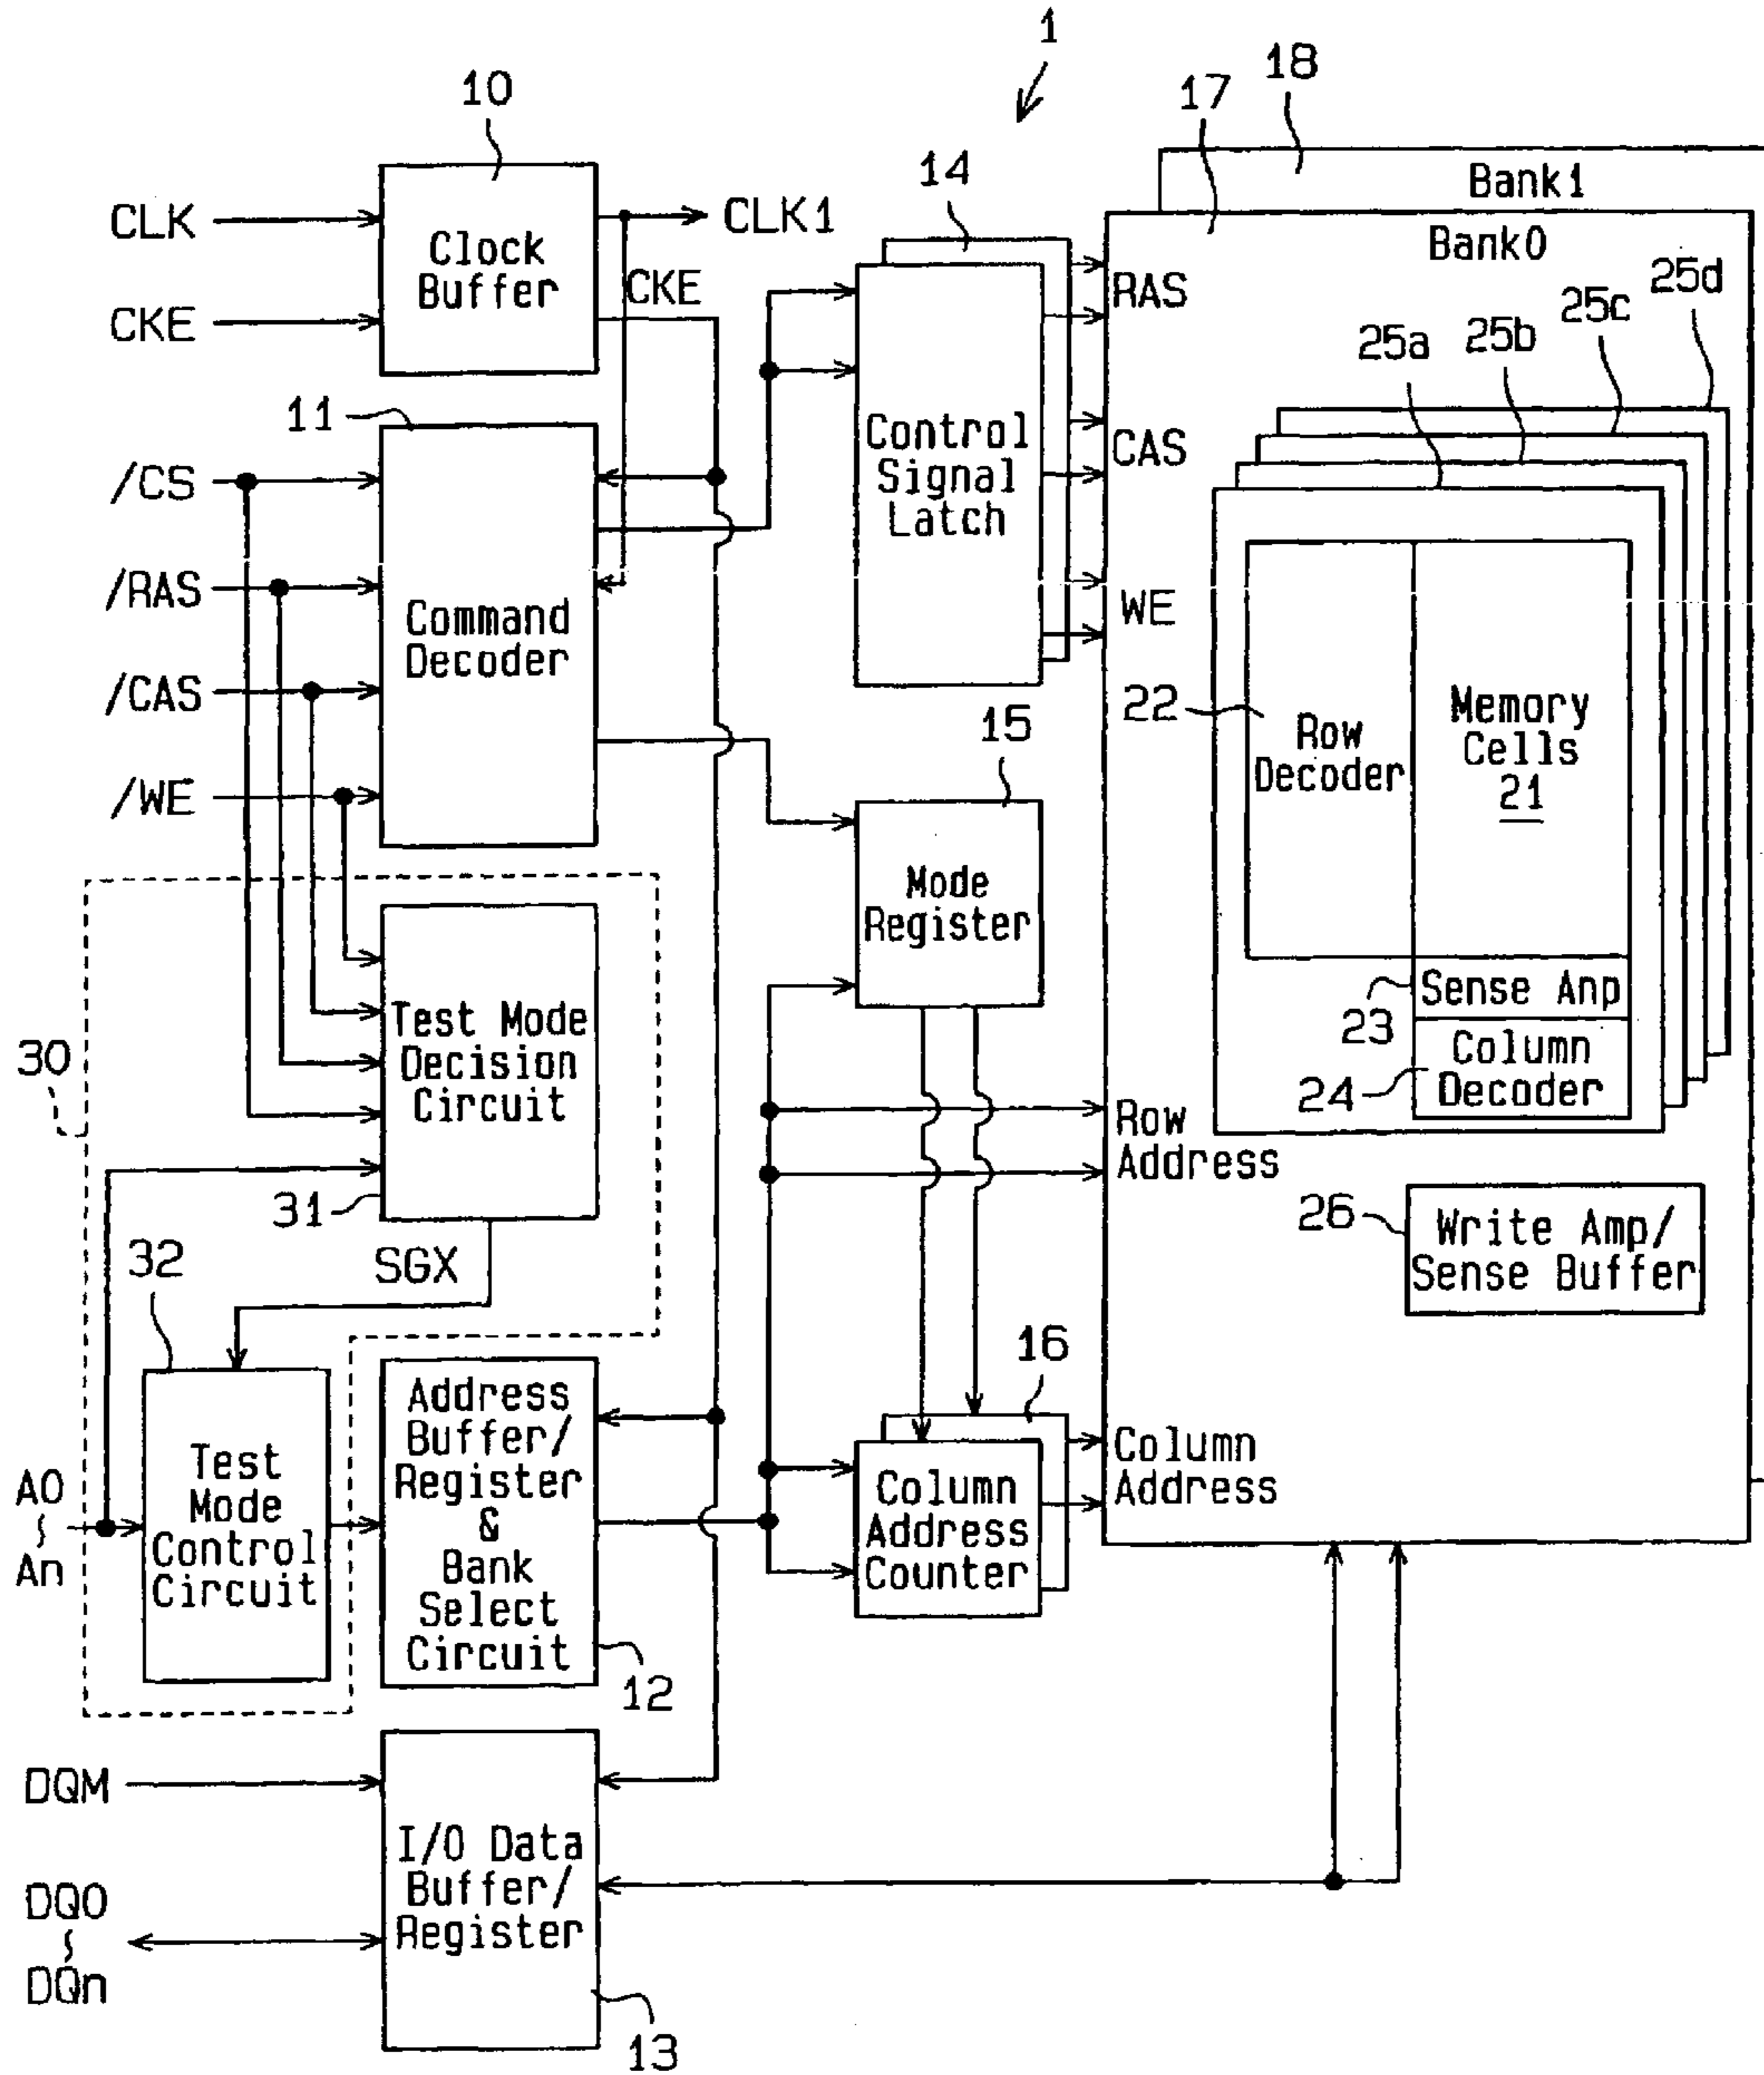 1
10
CLK
CKE
Clock
Buffer
CLK1
CKE
14
17
18
Bank1
Bank0
RAS
CAS
WE
25a
25b
25c
25d
11
/CS
/RAS
/CAS
/WE
Command
Decoder
Control
Signal
Latch
22
Row
Decoder
Memory
Cells
21
15
Mode
Register
23
Sense Anp
24
Column
Decoder
30
Test Mode
Decision
Circuit
31
SGX
32
Row
Address
26
Write Amp/
Sense Buffer
A0
An
Test
Mode
Control
Circuit
Address
Buffer/
Register
&
Bank
Select
Circuit
12
16
Column
Address
Counter
Column
Address
DQM
DQ0
DQn
I/O Data
Buffer/
Register
13